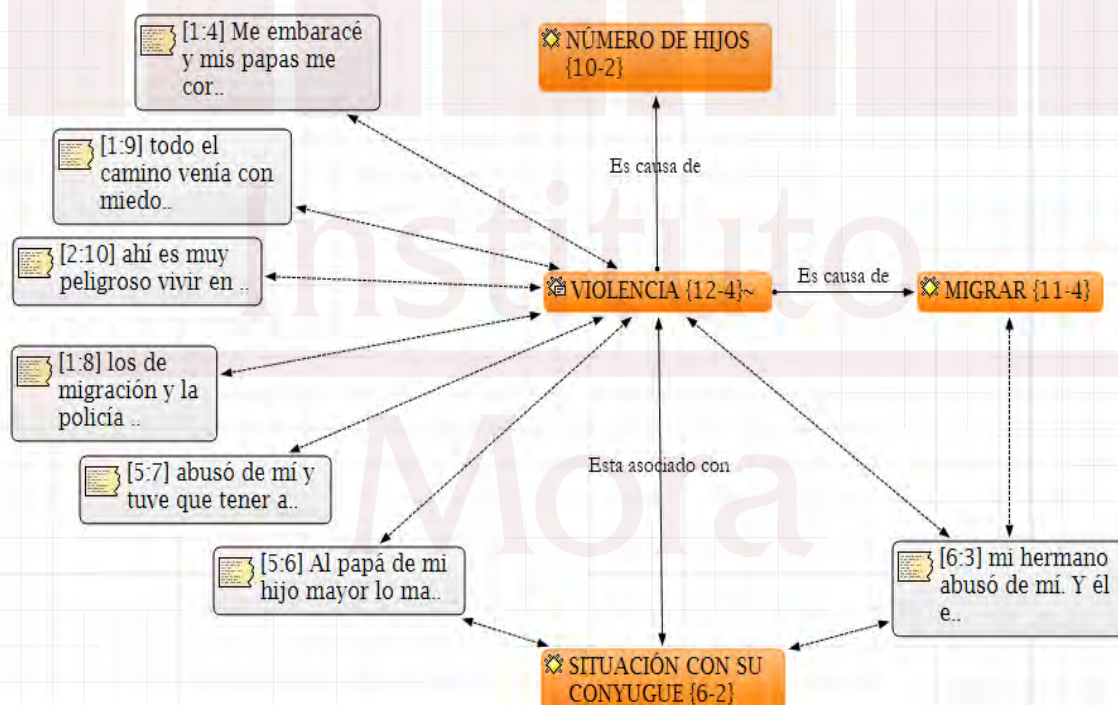 [1:4] Me embaracé
y mis papas me
cor..
NÚMERO DE HIJOS
{10-2}
[1:9] todo el
camino venía con
miedo..
Es causa de
[2:10] ahí es muy
peligroso vivir en ..
VIOLENCIA {12-4}~
Es causa de
MIGRAR {11-4}
[1:8] los de
migración y la
policía ..
[5:7] abusó de mí y
tuve que tener a..
Esta asociado con
[5:6] Al papá de mi
hijo mayor lo ma..
[6:3] mi hermano
abusó de mí. Y él
e..
SITUACIÓN CON SU
CONYUGUE {6-2}
Instituto
Mora